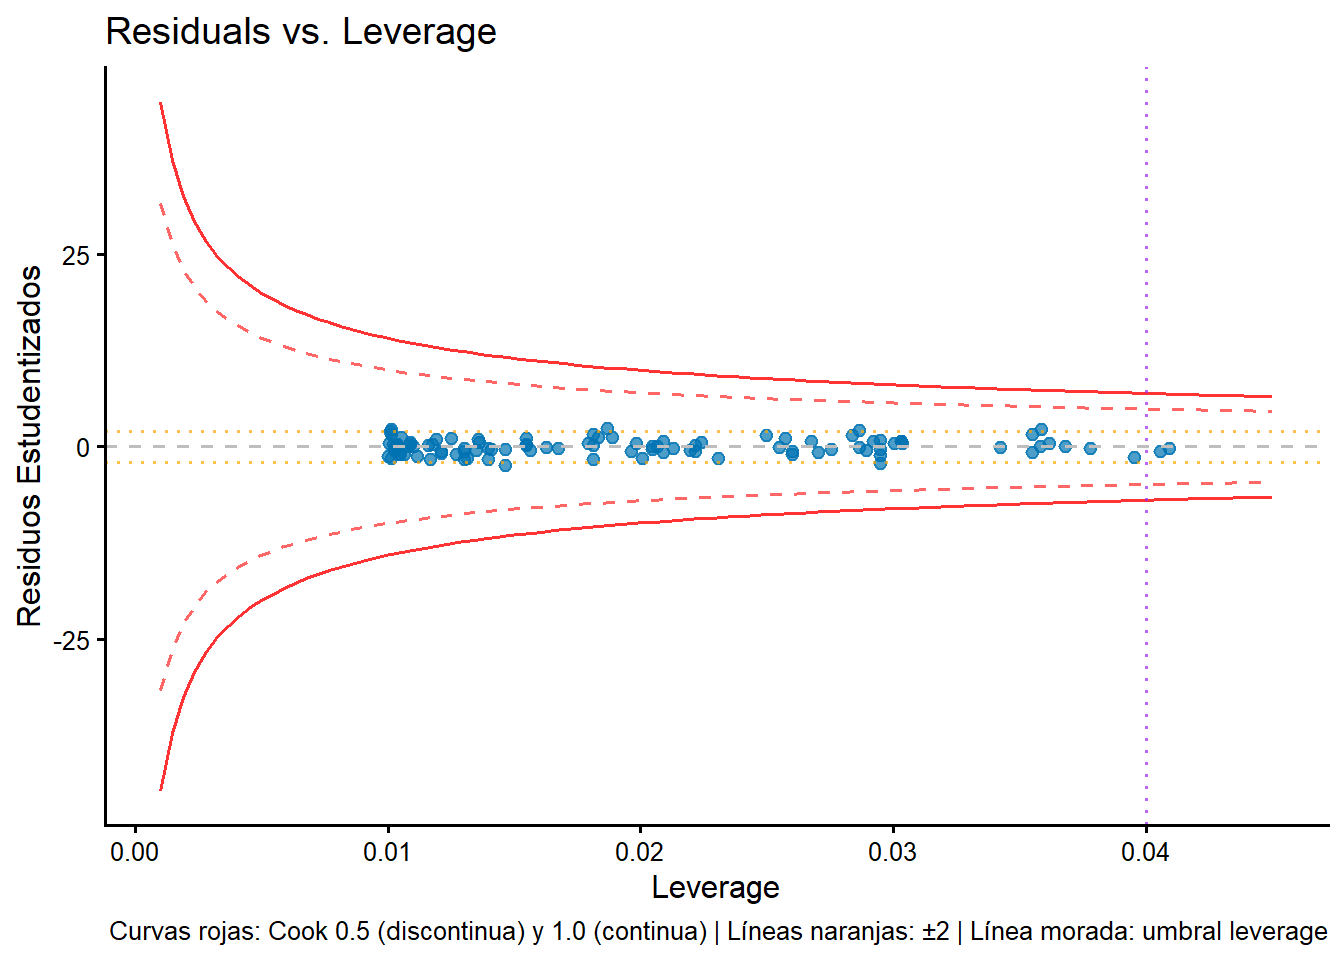 Residuals vs. Leverage
Residuos Estudentizados
25
0
-25
0.00
0.01
0.02
0.03
0.04
Leverage
Curvas rojas: Cook 0.5 (discontinua) y 1.0 (continua) | Líneas naranjas: ±2 | Línea morada: umbral leverage